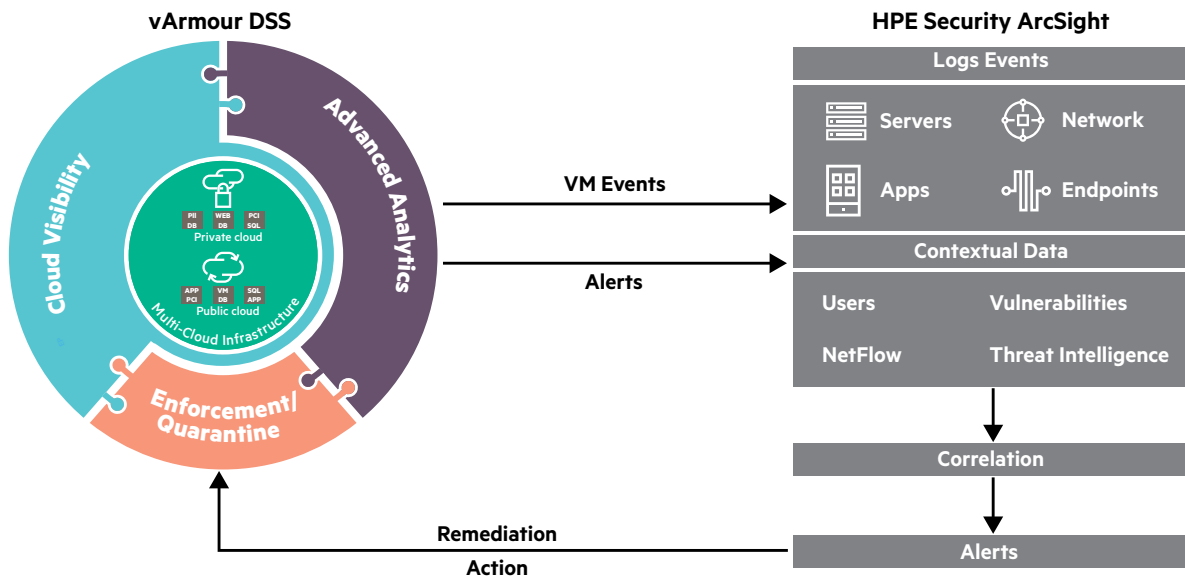 vArmour DSS
Cloud Visibility
Advanced Analytics
Enforcement/
Quarantine
PII
DB
WEB
DB
PCI
SQL
Private cloud
APP
PCI
VM
DB
SQL
APP
Public cloud
Multi-Cloud Infrastructure
VM Events
Alerts
HPE Security ArcSight
Logs Events
Servers
Network
Apps
Endpoints
Contextual Data
Users
Vulnerabilities
NetFlow
Threat Intelligence
Correlation
Alerts
Remediation
Action